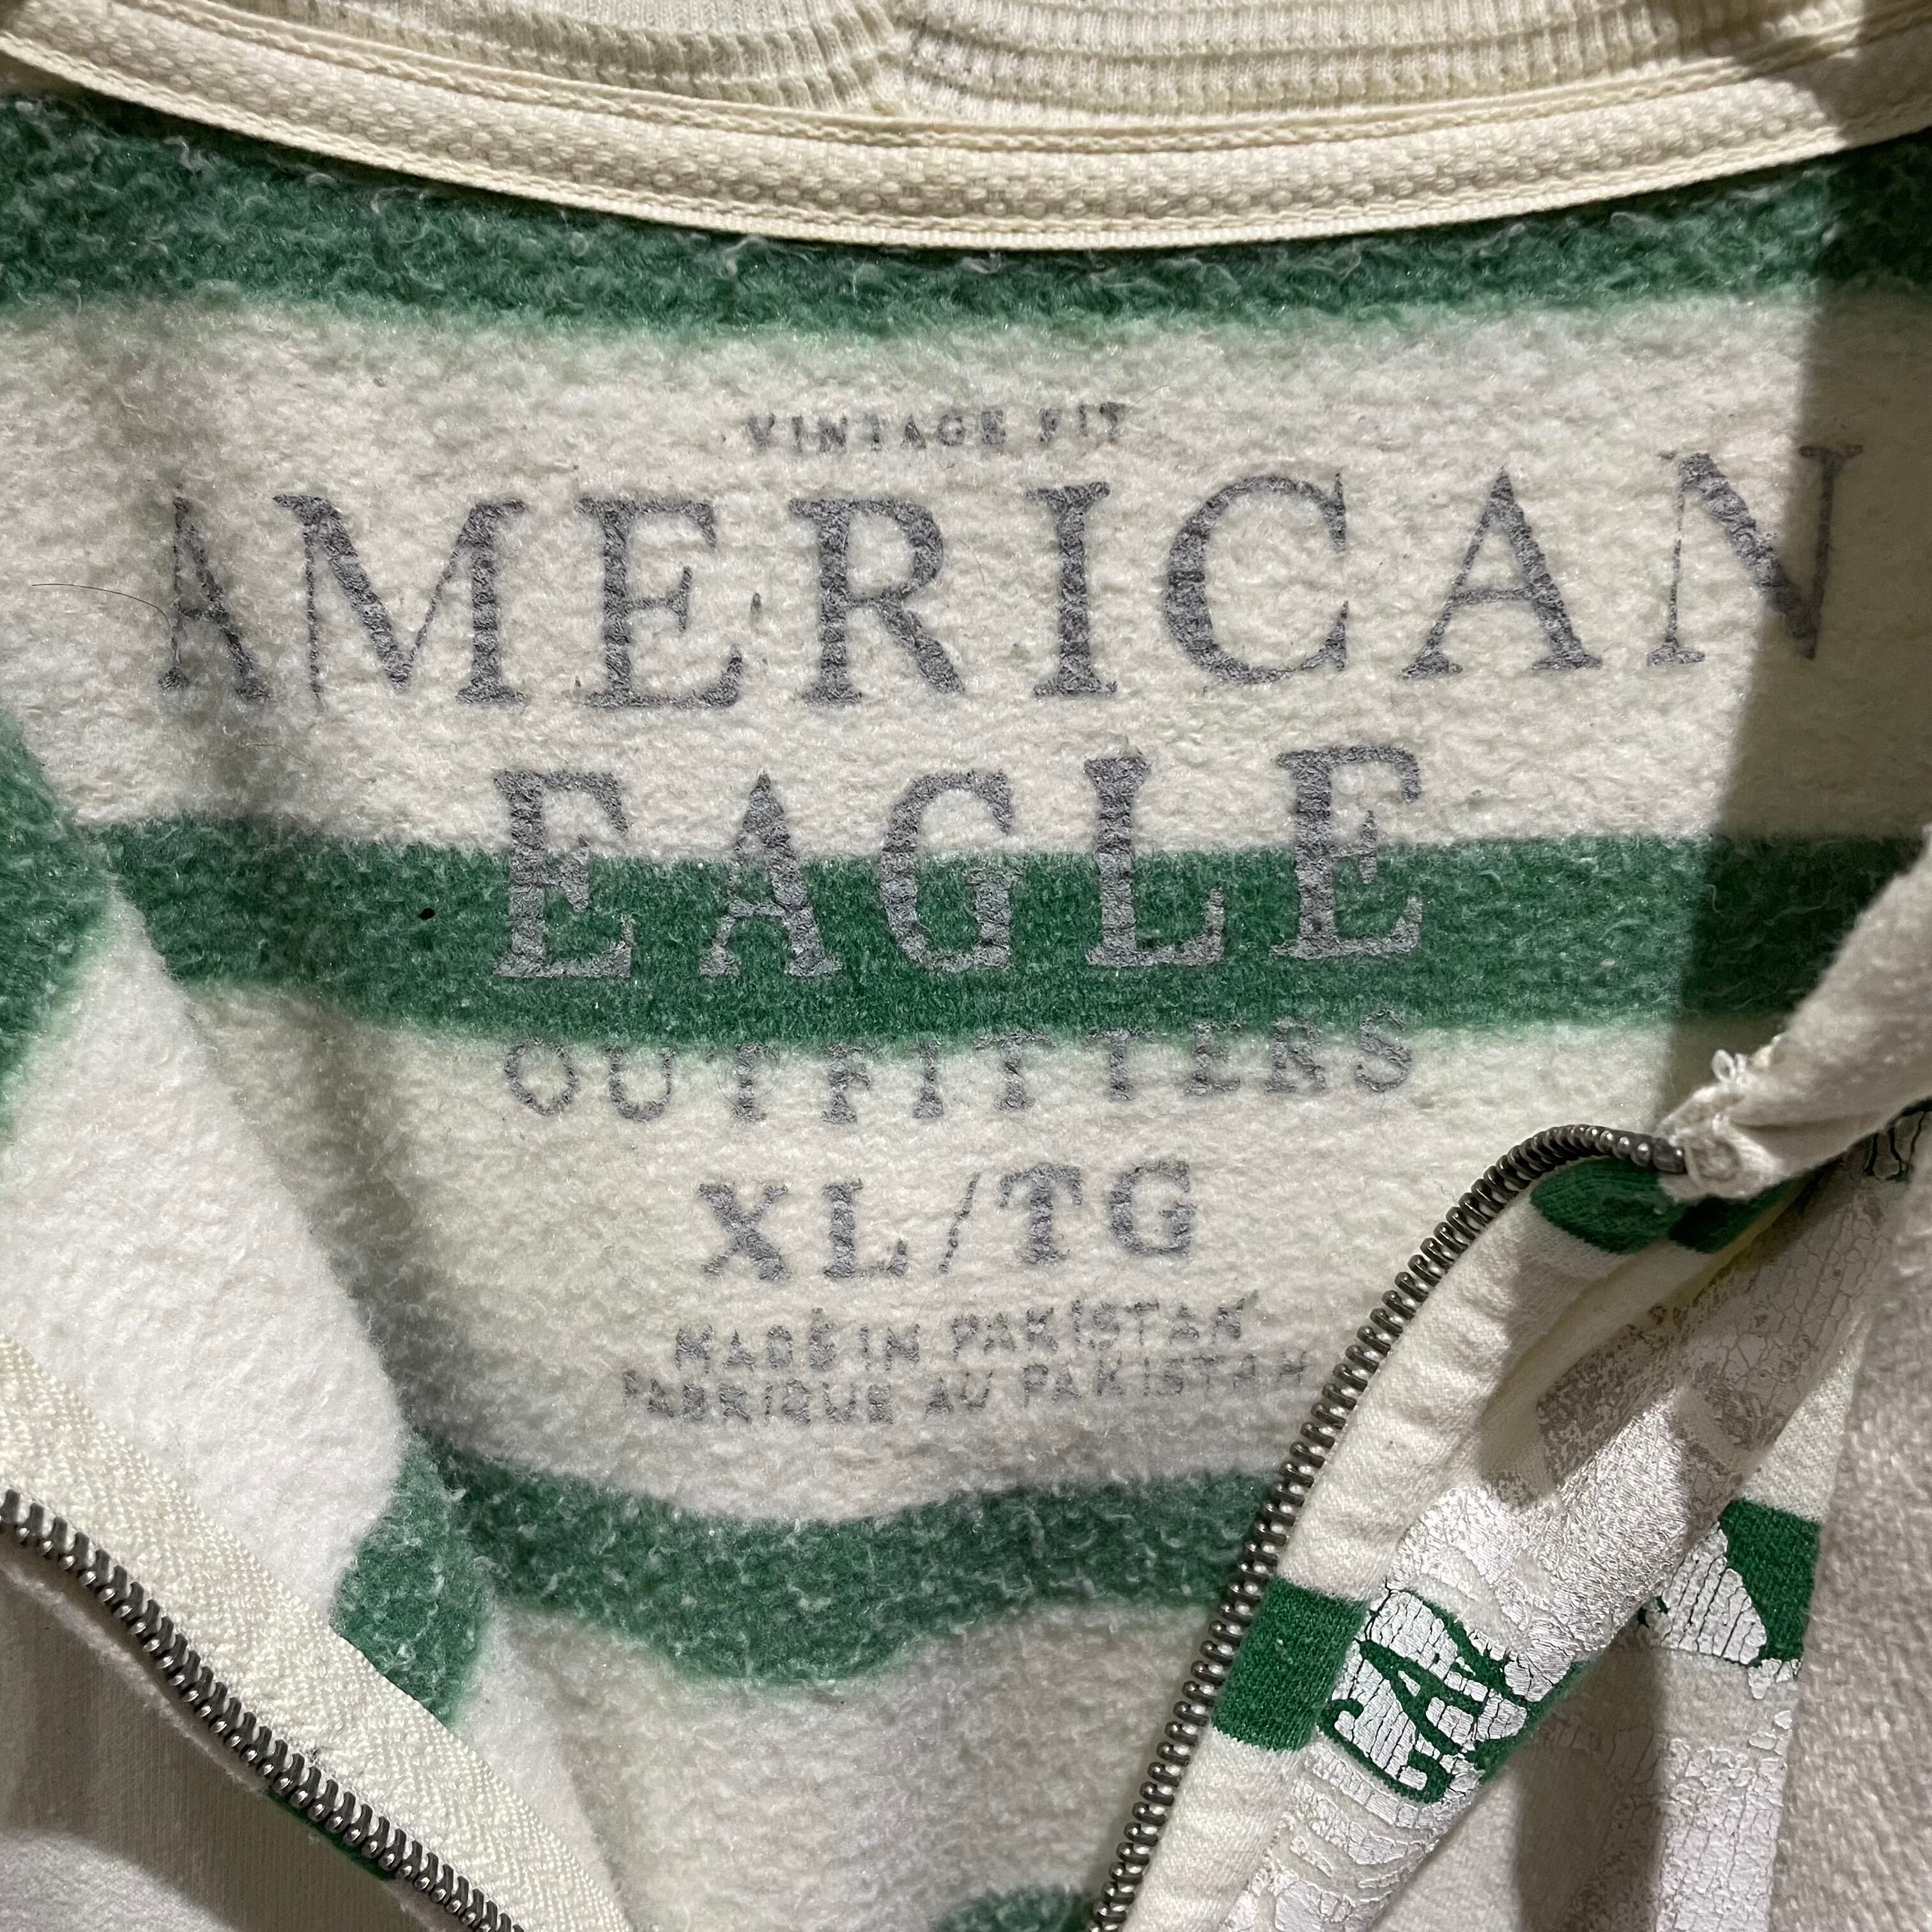 VINTAGE FIT
AMERICAN
EAGLE
OUTFITTERS
XL/TG
MADE IN PAKISTAN
FABRIQUE AU PAKISTAN